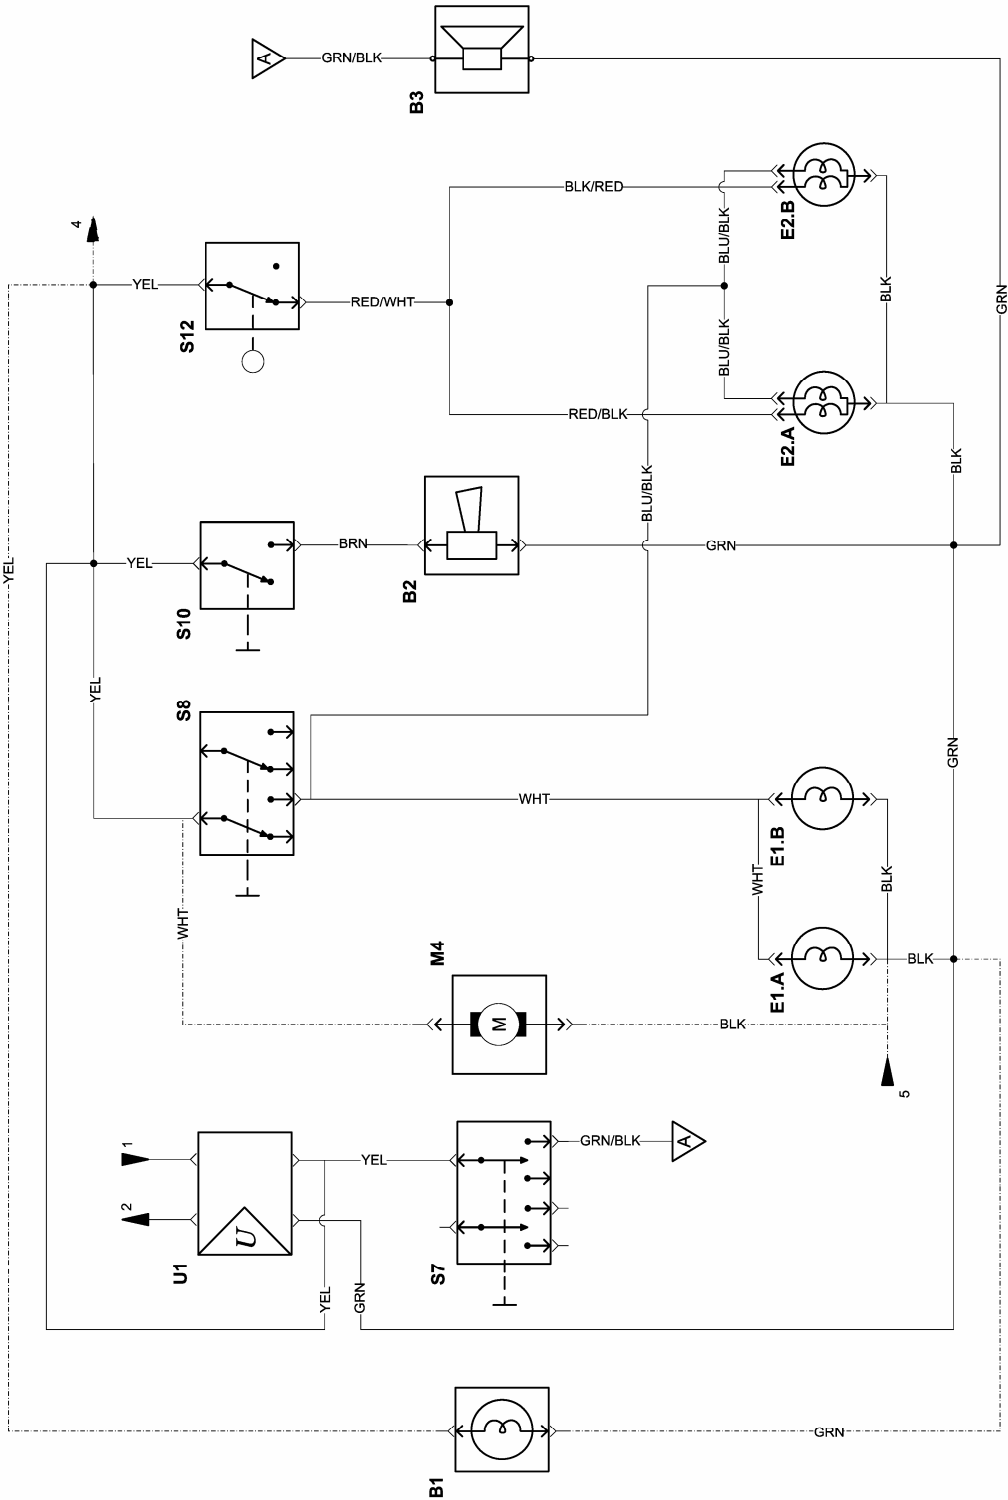 A
GRN/BLK
B3
BLK/RED
E2.B
4
BLU/BLK
YEL
S12
RED/WHT
BLK
GRN
BLU/BLK
RED/BLK
E2.A
BLK
BLU/BLK
YEL
YEL
BRN
GRN
B2
S10
YEL
S8
GRN
WHT
E1.B
WHT
BLK
WHT
M4
BLK
E1.A
M
BLK
5
1
GRN/BLK
A
YEL
2
U
U1
S7
YEL
GRN
GRN
B1